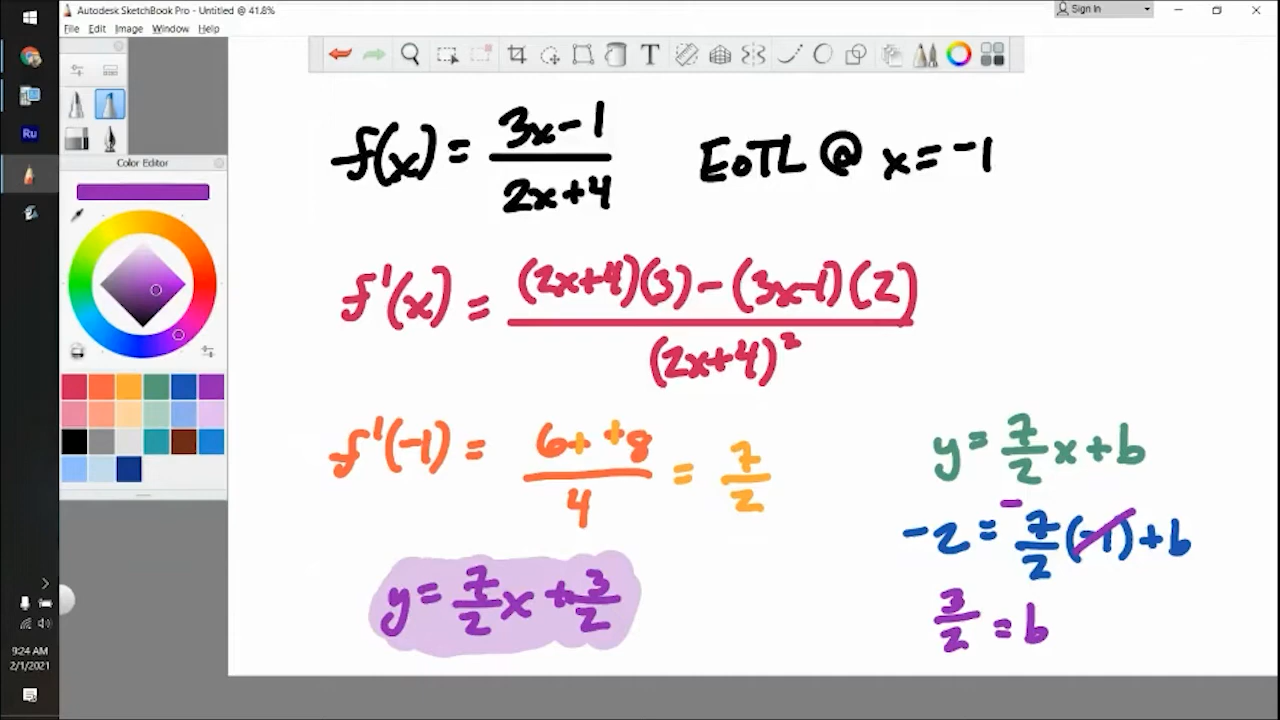 Autodesk SketchBook Pro - Untitled @ 41.8%
Sign In
File Edit Image Window Help
T
Ru
Color Editor
f(x) = (3x-1)/(2x+4) EoTL @ x = -1
f'(x) = ((2x+4)(3) - (3x-1)(2))/(2x+4)²
f'(-1) = (6+ +8)/4 = 7/2
y = 7/2 x + b
-2 = -7/2 (-1) + b
y = 7/2 x + 3/2
3/2 = b
9:24 AM
2/1/2021